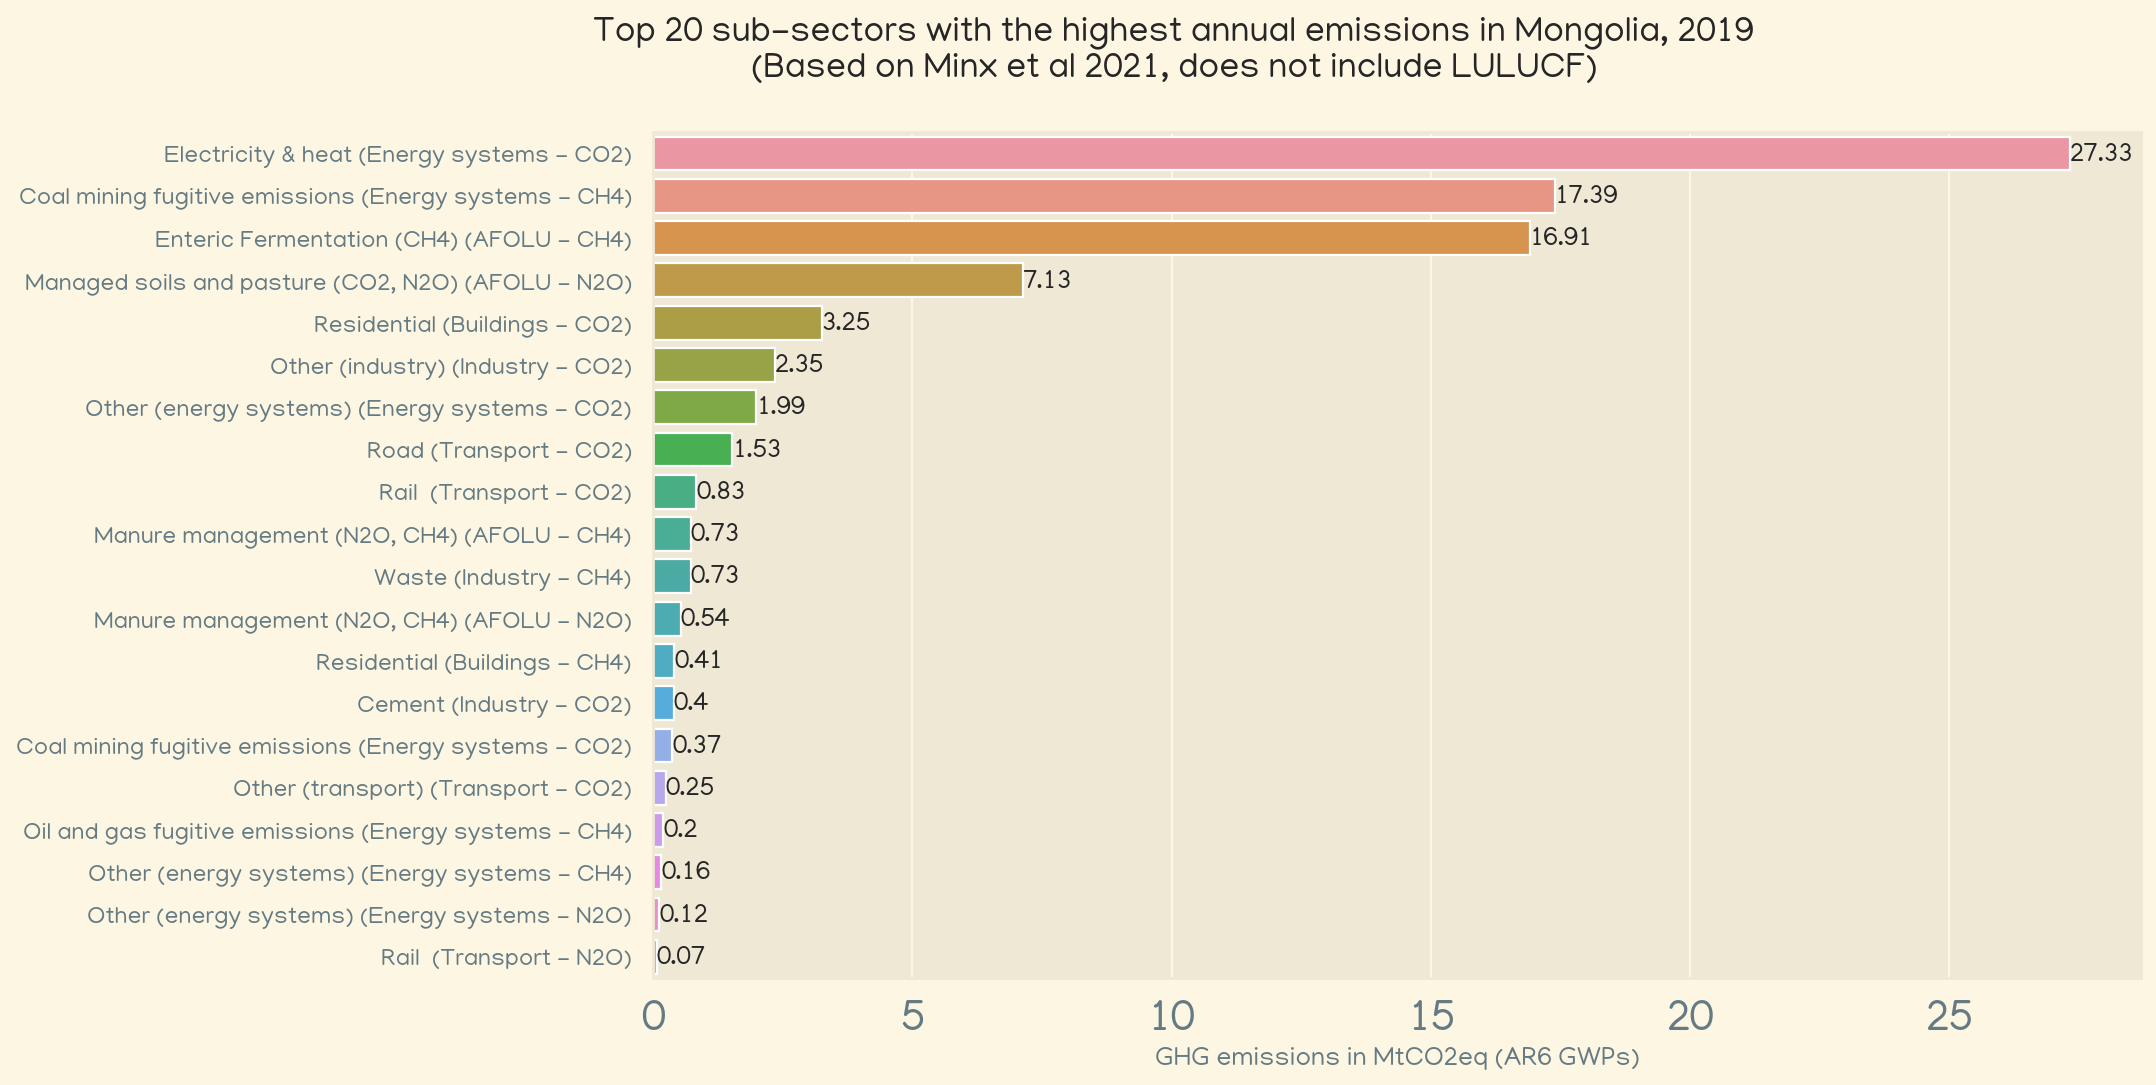 Top 20 sub-sectors with the highest annual emissions in Mongolia, 2019
(Based on Minx et al 2021, does not include LULUCF)
Electricity & heat (Energy systems - CO2) 27.33
Coal mining fugitive emissions (Energy systems - CH4) 17.39
Enteric Fermentation (CH4) (AFOLU - CH4) 16.91
Managed soils and pasture (CO2, N2O) (AFOLU - N2O) 7.13
Residential (Buildings - CO2) 3.25
Other (industry) (Industry - CO2) 2.35
Other (energy systems) (Energy systems - CO2) 1.99
Road (Transport - CO2) 1.53
Rail (Transport - CO2) 0.83
Manure management (N2O, CH4) (AFOLU - CH4) 0.73
Waste (Industry - CH4) 0.73
Manure management (N2O, CH4) (AFOLU - N2O) 0.54
Residential (Buildings - CH4) 0.41
Cement (Industry - CO2) 0.4
Coal mining fugitive emissions (Energy systems - CO2) 0.37
Other (transport) (Transport - CO2) 0.25
Oil and gas fugitive emissions (Energy systems - CH4) 0.2
Other (energy systems) (Energy systems - CH4) 0.16
Other (energy systems) (Energy systems - N2O) 0.12
Rail (Transport - N2O) 0.07
0 5 10 15 20 25
GHG emissions in MtCO2eq (AR6 GWPs)